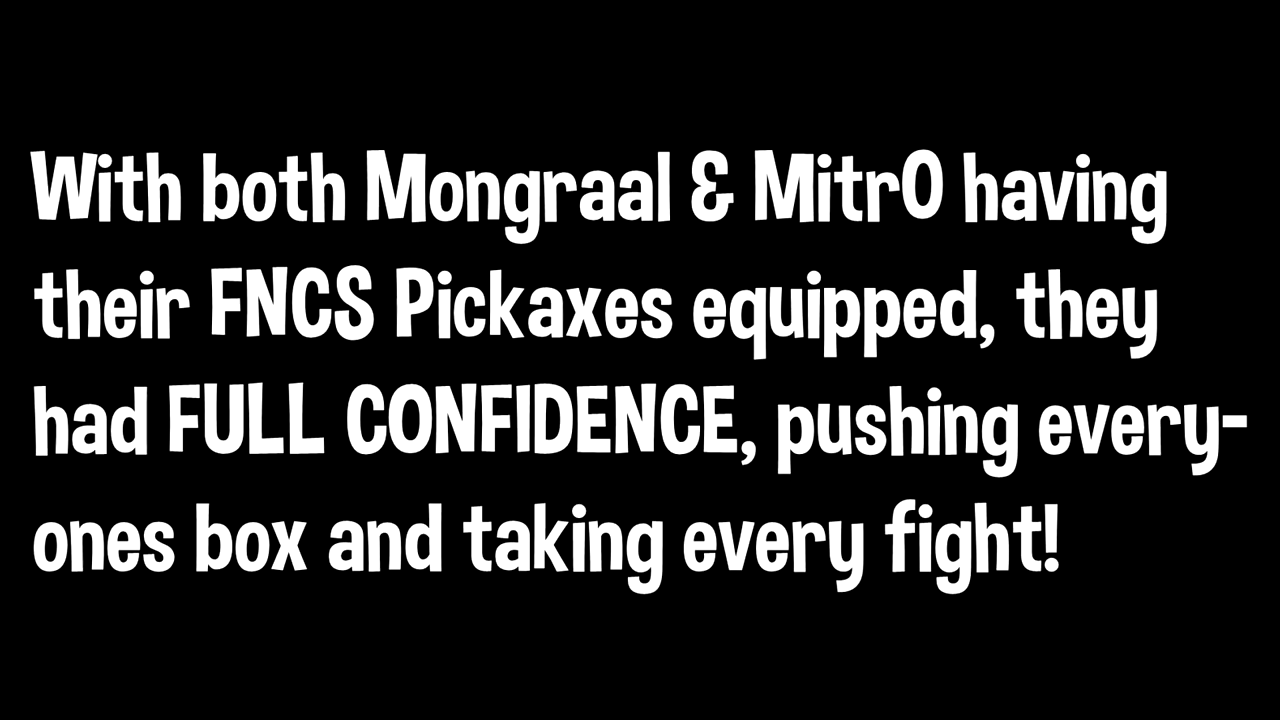 With both Mongraal & Mitr0 having
their FNCS Pickaxes equipped, they
had FULL CONFIDENCE, pushing every-
ones box and taking every fight!